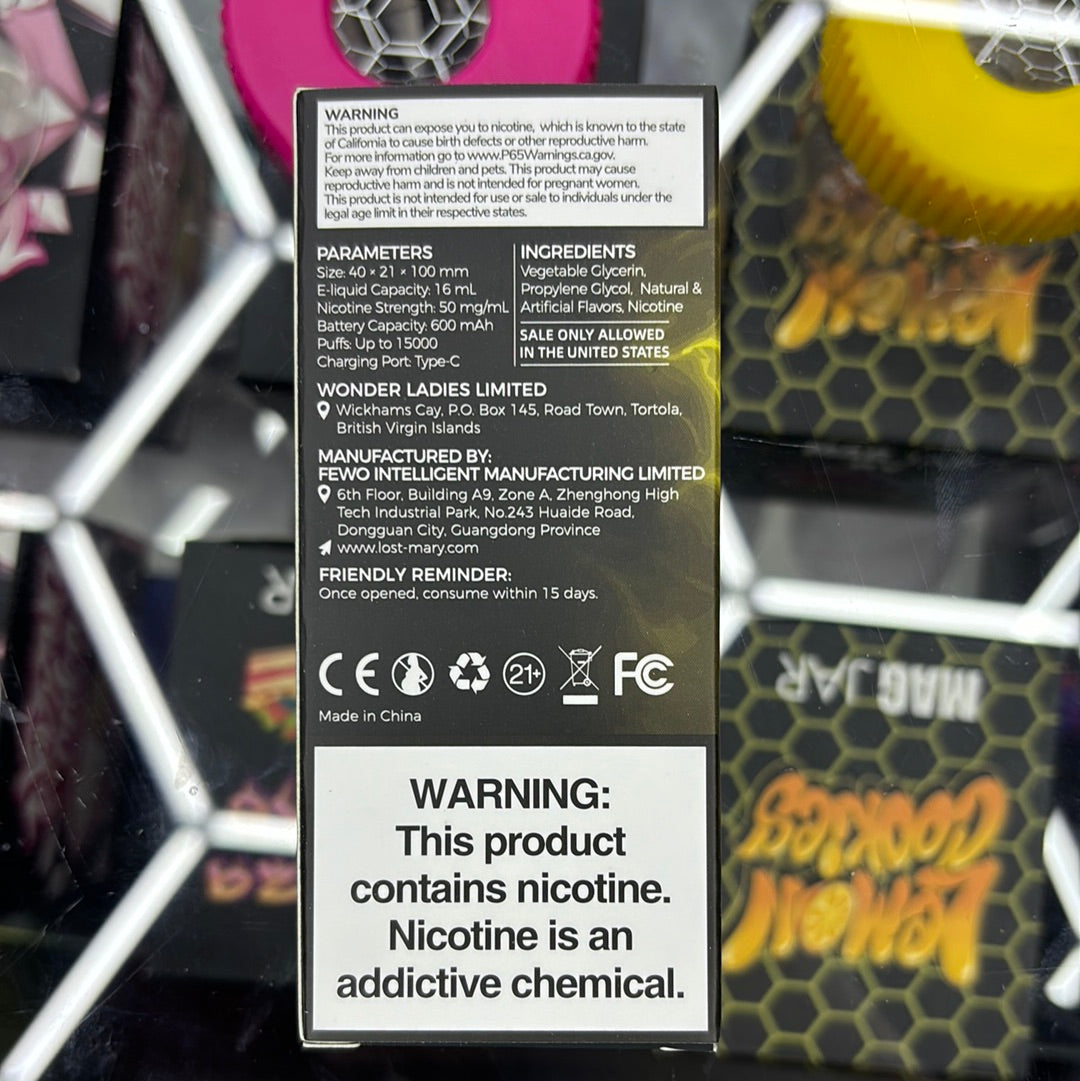 WARNING
This product can expose you to nicotine, which is known to the state
of California to cause birth defects or other reproductive harm.
For more information go to www.P65Warnings.ca.gov.
Keep away from children and pets. This product may cause
reproductive harm and is not intended for pregnant women.
This product is not intended for use or sale to individuals under the
legal age limit in their respective states.
PARAMETERS
Size: 40 × 21 × 100 mm
E-liquid Capacity: 16 mL
Nicotine Strength: 50 mg/mL
Battery Capacity: 600 mAh
Puffs: Up to 15000
Charging Port: Type-C
INGREDIENTS
Vegetable Glycerin,
Propylene Glycol, Natural &
Artificial Flavors, Nicotine
SALE ONLY ALLOWED
IN THE UNITED STATES
WONDER LADIES LIMITED
Wickhams Cay, P.O. Box 145, Road Town, Tortola,
British Virgin Islands
MANUFACTURED BY:
FEWO INTELLIGENT MANUFACTURING LIMITED
6th Floor, Building A9, Zone A, Zhenghong High
Tech Industrial Park, No.243 Huaide Road,
Dongguan City, Guangdong Province
www.lost-mary.com
FRIENDLY REMINDER:
Once opened, consume within 15 days.
CE
21+
FC
Made in China
WARNING:
This product
contains nicotine.
Nicotine is an
addictive chemical.
MAG JAR
LEMON
COOKIES